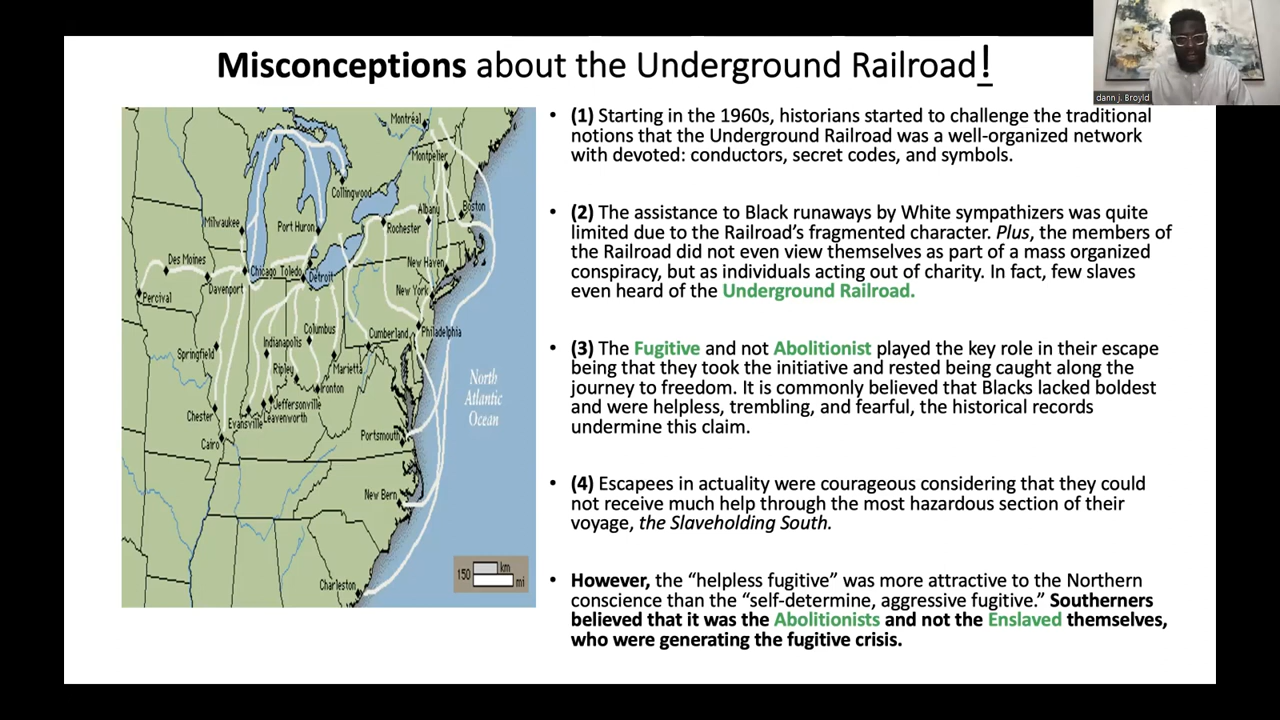 Misconceptions about the Underground Railroad!
dann j. Broyld
• (1) Starting in the 1960s, historians started to challenge the traditional
notions that the Underground Railroad was a well-organized network
with devoted: conductors, secret codes, and symbols.
• (2) The assistance to Black runaways by White sympathizers was quite
limited due to the Railroad’s fragmented character. Plus, the members of
the Railroad did not even view themselves as part of a mass organized
conspiracy, but as individuals acting out of charity. In fact, few slaves
even heard of the Underground Railroad.
• (3) The Fugitive and not Abolitionist played the key role in their escape
being that they took the initiative and rested being caught along the
journey to freedom. It is commonly believed that Blacks lacked boldest
and were helpless, trembling, and fearful, the historical records
undermine this claim.
• (4) Escapees in actuality were courageous considering that they could
not receive much help through the most hazardous section of their
voyage, the Slaveholding South.
• However, the “helpless fugitive” was more attractive to the Northern
conscience than the “self-determine, aggressive fugitive.” Southerners
believed that it was the Abolitionists and not the Enslaved themselves,
who were generating the fugitive crisis.
Montréal
Montpelier
Collingwood
Milwaukee
Port Huron
Albany
Boston
Rochester
Des Moines
Chicago
Toledo
Detroit
New Haven
Percival
Davenport
New York
Columbus
Cumberland
Philadelphia
Indianapolis
Springfield
Ripley
Marietta
Ironton
Chester
Jeffersonville
Evansville
Leavenworth
Cairo
Portsmouth
New Bern
Charleston
North
Atlantic
Ocean
150
km
mi